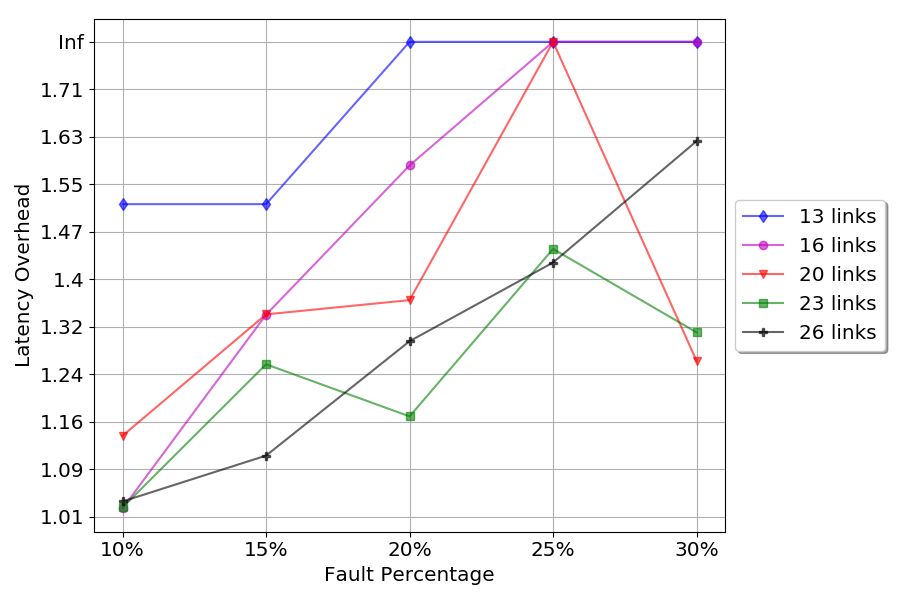 Inf
1.71
1.63
1.55
1.47
1.4
1.32
1.24
1.16
1.09
1.01
Latency Overhead
10% 15% 20% 25% 30%
Fault Percentage
13 links
16 links
20 links
23 links
26 links